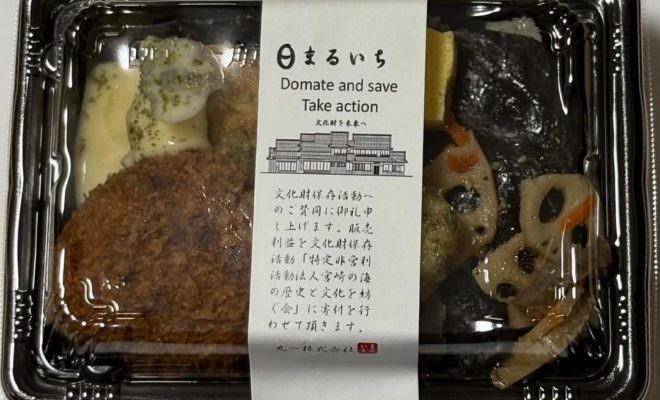 まるいち
Domate and save
Take action
文化財を未来へ
文化財保存活動へ
のご賛同に御礼申
し上げます。販売
利益を文化財保存
活動「特定非営利
活動法人宮崎の海
の歴史と文化を紡
ぐ会」に寄付を行
わせて頂きます。
丸一株式会社